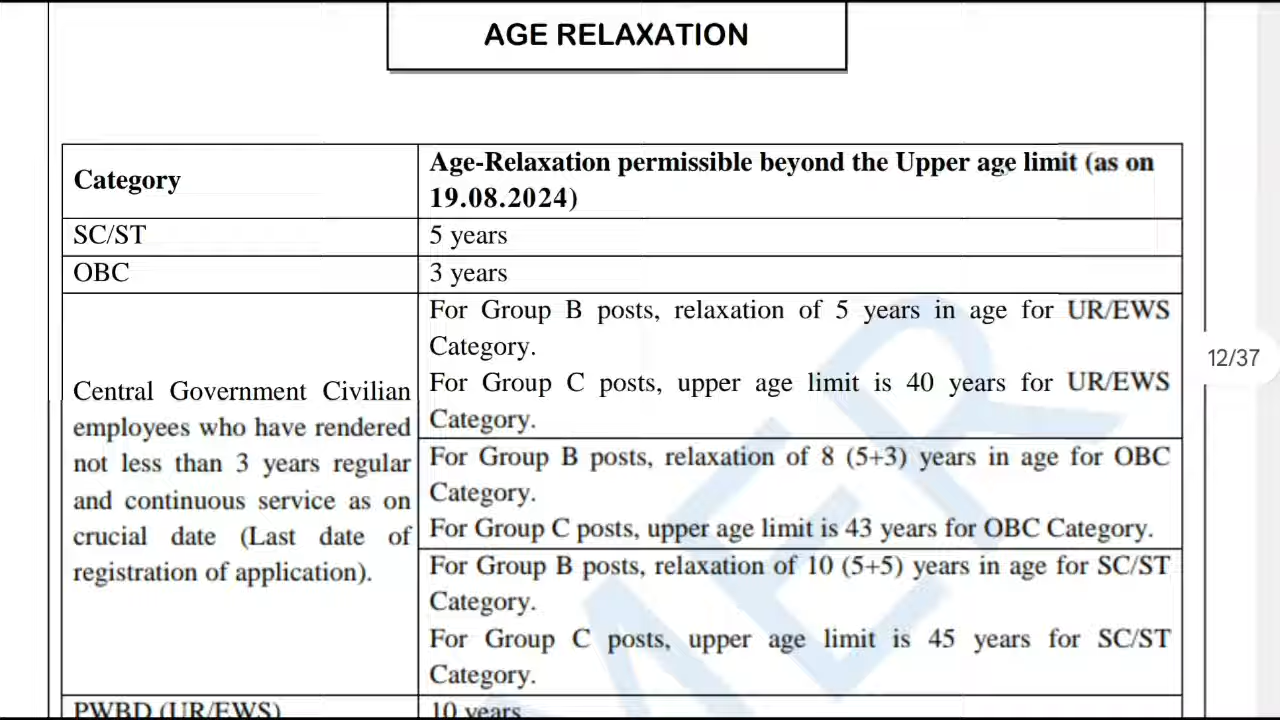 AGE RELAXATION
Category
Age-Relaxation permissible beyond the Upper age limit (as on
19.08.2024)
SC/ST
5 years
OBC
3 years
Central Government Civilian
employees who have rendered
not less than 3 years regular
and continuous service as on
crucial date (Last date of
registration of application).
For Group B posts, relaxation of 5 years in age for UR/EWS
Category.
For Group C posts, upper age limit is 40 years for UR/EWS
Category.
For Group B posts, relaxation of 8 (5+3) years in age for OBC
Category.
For Group C posts, upper age limit is 43 years for OBC Category.
For Group B posts, relaxation of 10 (5+5) years in age for SC/ST
Category.
For Group C posts, upper age limit is 45 years for SC/ST
Category.
PWBD (UR/EWS)
10 years
12/37
MER